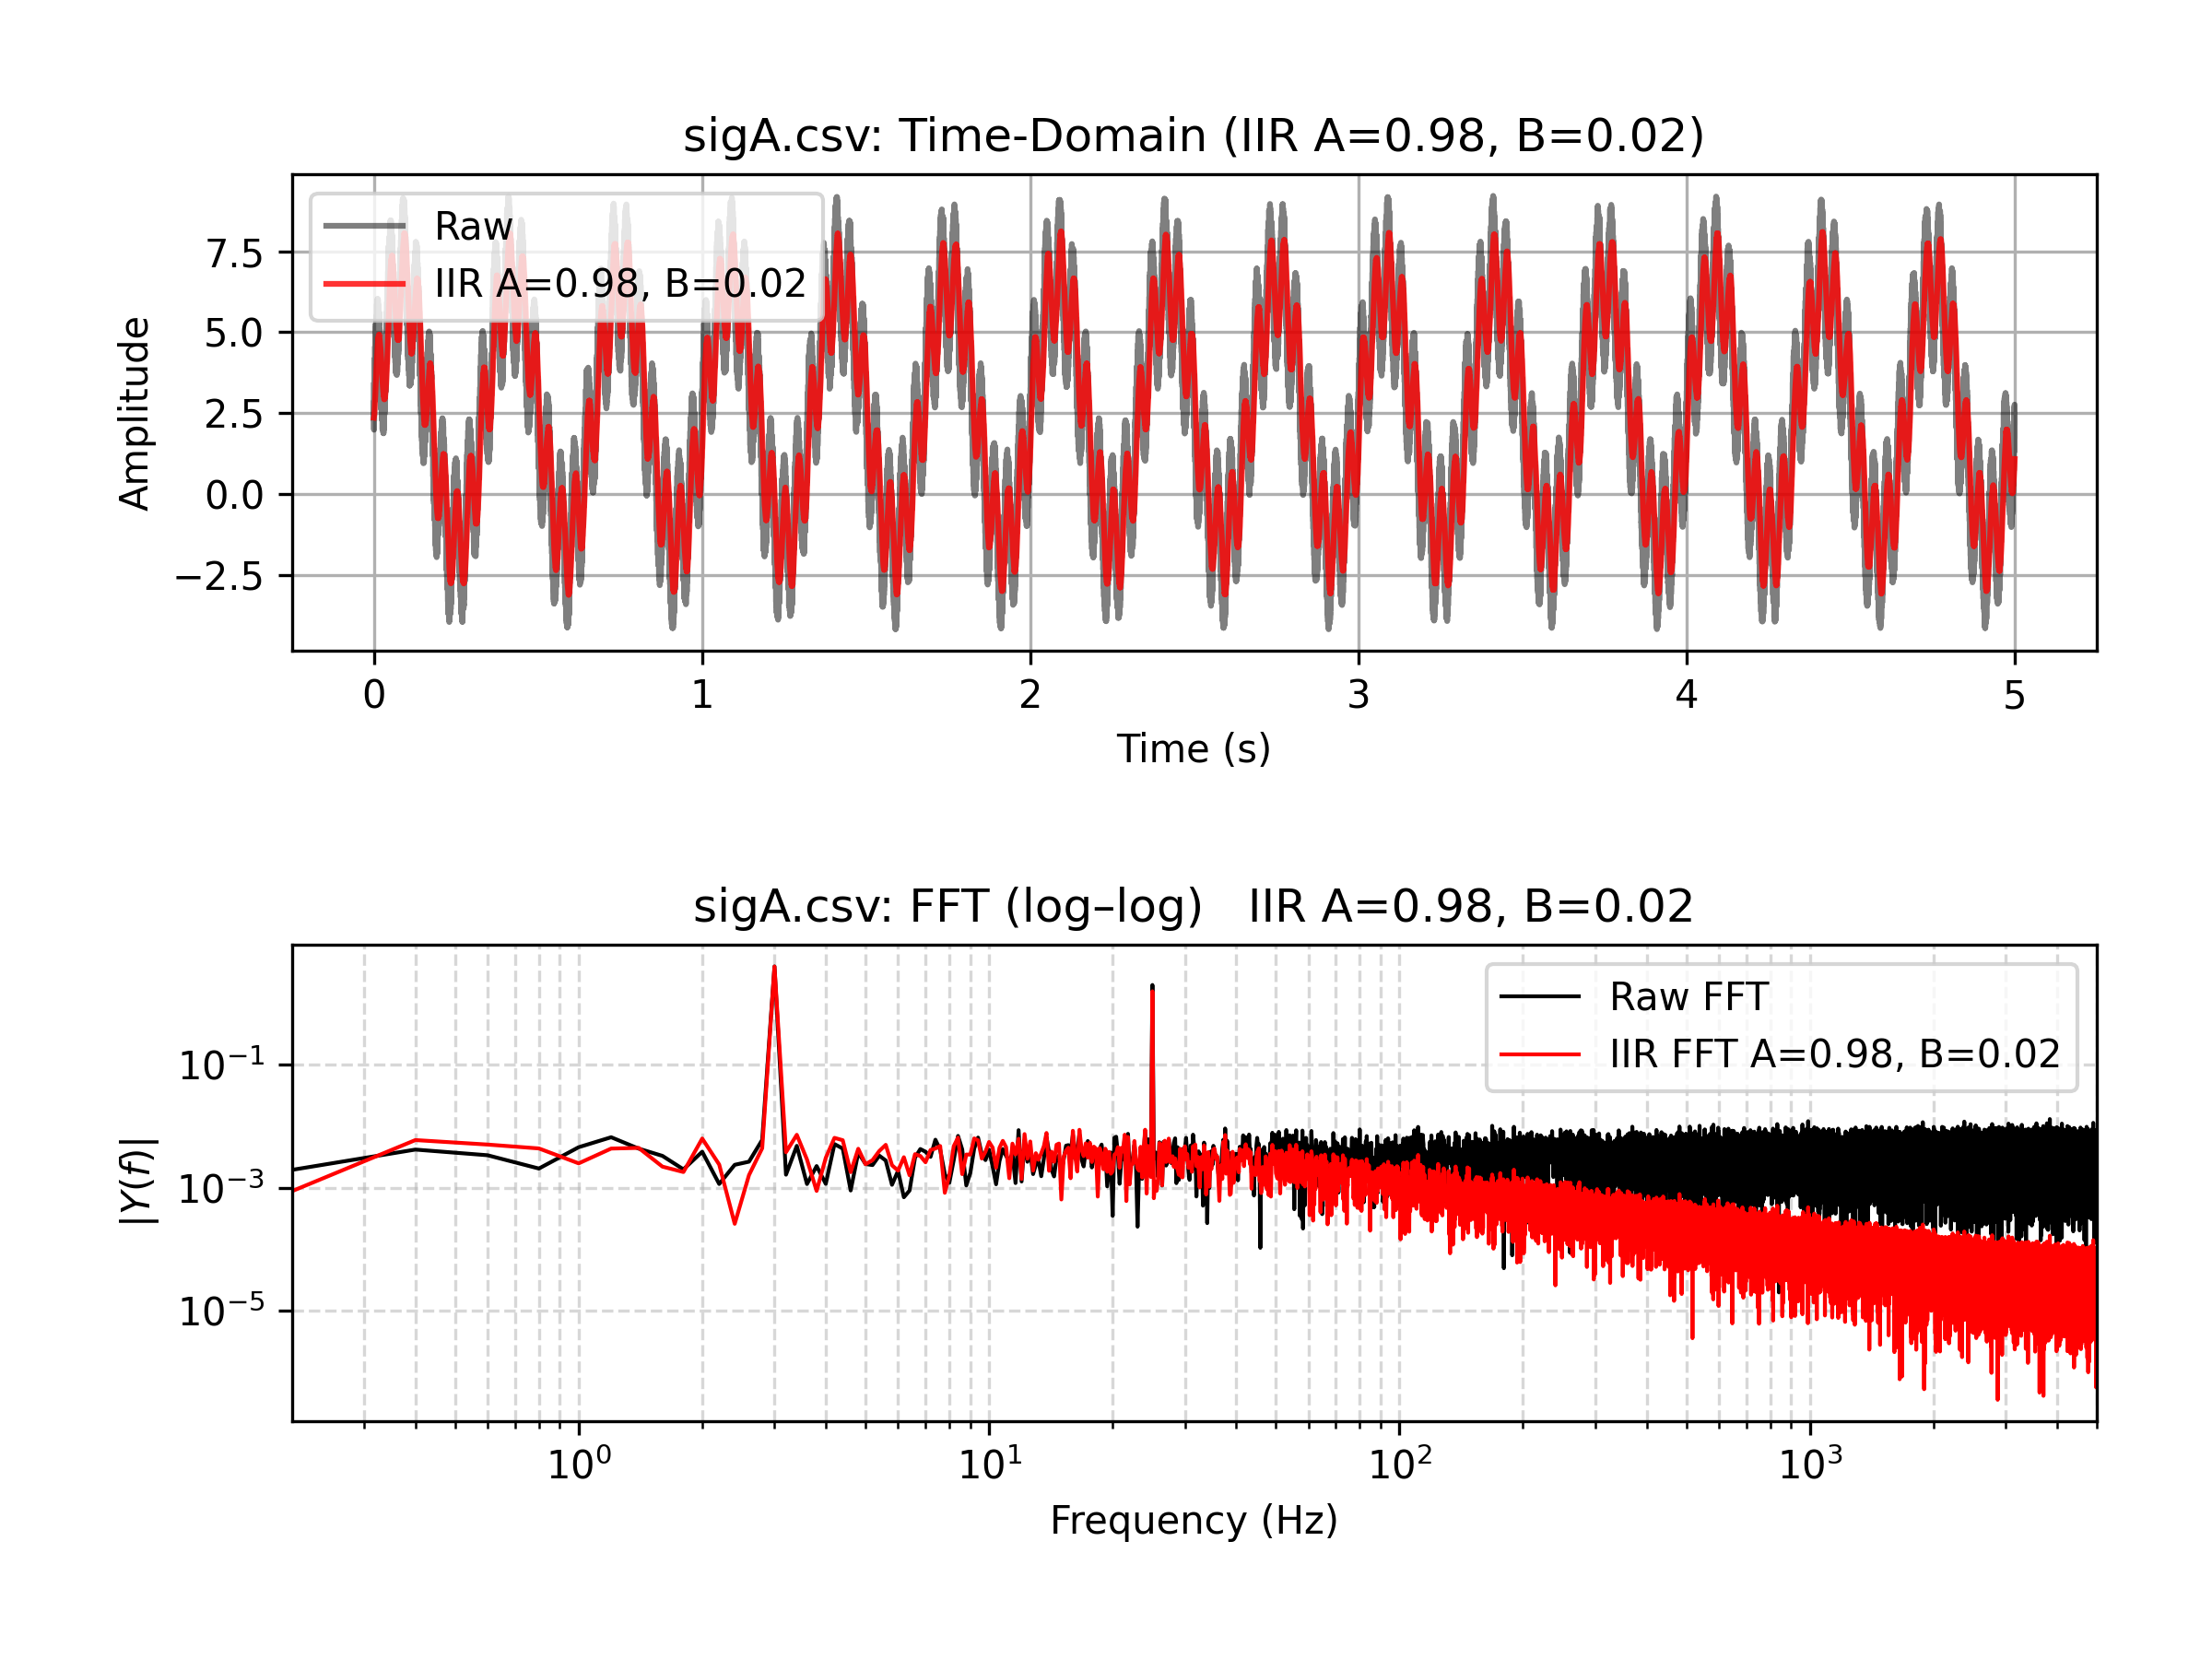 sigA.csv: Time-Domain (IIR A=0.98, B=0.02)
Raw
IIR A=0.98, B=0.02
Amplitude
7.5
5.0
2.5
0.0
−2.5
0 1 2 3 4 5
Time (s)
sigA.csv: FFT (log–log)   IIR A=0.98, B=0.02
Raw FFT
IIR FFT A=0.98, B=0.02
|Y(f)|
10⁻¹
10⁻³
10⁻⁵
10⁰ 10¹ 10² 10³
Frequency (Hz)